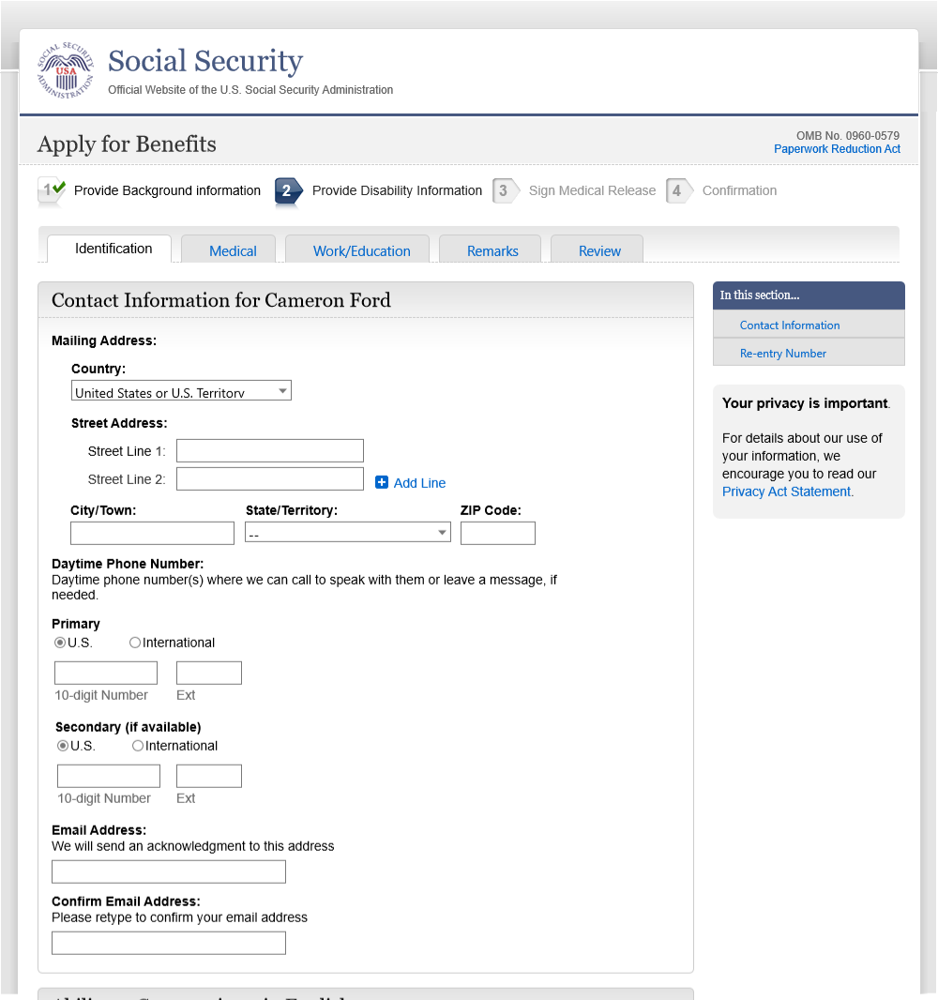 SOCIAL SECURITY ADMINISTRATION
USA
Social Security
Official Website of the U.S. Social Security Administration
Apply for Benefits
OMB No. 0960-0579
Paperwork Reduction Act
1 Provide Background information 2 Provide Disability Information 3 Sign Medical Release 4 Confirmation
Identification Medical Work/Education Remarks Review
Contact Information for Cameron Ford
Mailing Address:
Country:
United States or U.S. Territory
Street Address:
Street Line 1:
Street Line 2:
Add Line
City/Town: State/Territory: ZIP Code:
--
Daytime Phone Number:
Daytime phone number(s) where we can call to speak with them or leave a message, if
needed.
Primary
U.S. International
10-digit Number Ext
Secondary (if available)
U.S. International
10-digit Number Ext
Email Address:
We will send an acknowledgment to this address
Confirm Email Address:
Please retype to confirm your email address
In this section...
Contact Information
Re-entry Number
Your privacy is important.
For details about our use of
your information, we
encourage you to read our
Privacy Act Statement.